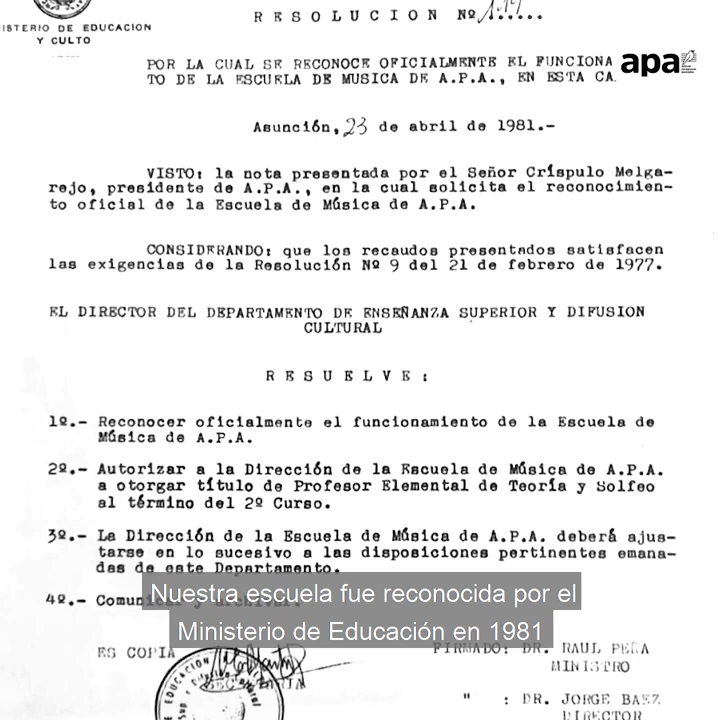 MINISTERIO DE EDUCACION
Y CULTO
RESOLUCION Nº
POR LA CUAL SE RECONOCE OFICIALMENTE EL FUNCIONA
TO DE LA ESCUELA DE MUSICA DE A.P.A., EN ESTA CA
apa
Asunción, 23 de abril de 1981.-
VISTO: la nota presentada por el Señor Críspulo Melga-
rejo, presidente de A.P.A., en la cual solicita el reconocimien-
to oficial de la Escuela de Música de A.P.A.
CONSIDERANDO: que los recaudos presentados satisfacen
las exigencias de la Resolución Nº 9 del 21 de febrero de 1977.
EL DIRECTOR DEL DEPARTAMENTO DE ENSEÑANZA SUPERIOR Y DIFUSION
CULTURAL
RESUELVE:
1º.- Reconocer oficialmente el funcionamiento de la Escuela de
Música de A.P.A.
2º.- Autorizar a la Dirección de la Escuela de Música de A.P.A.
a otorgar título de Profesor Elemental de Teoría y Solfeo
al término del 2º Curso.
3º.- La Dirección de la Escuela de Música de A.P.A. deberá ajus-
tarse en lo sucesivo a las disposiciones pertinentes emana-
das de este Departamento.
4º.- Comunicar y archivar.
Nuestra escuela fue reconocida por el
Ministerio de Educación en 1981
ES COPIA
FIRMADO: DR. RAUL PEÑA
MINISTRO
" : DR. JORGE BAEZ
DIRECTOR
DE EDUCACION